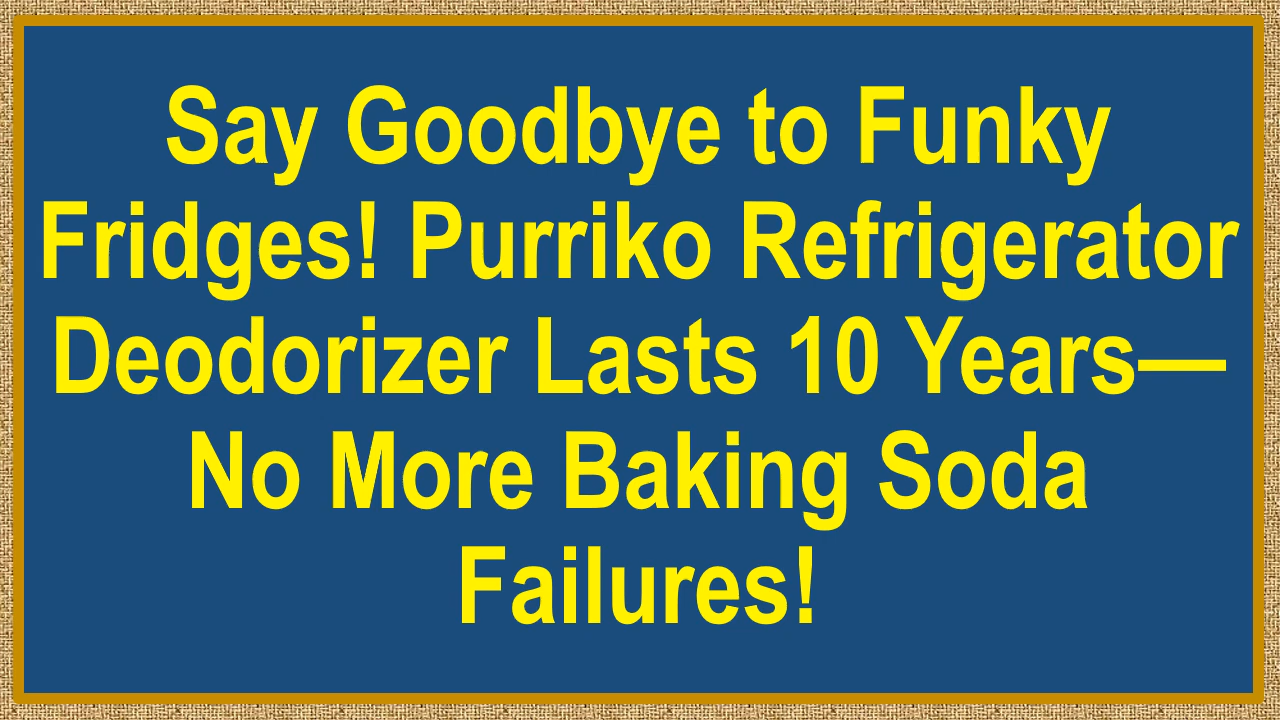 Say Goodbye to Funky
Fridges! Purriko Refrigerator
Deodorizer Lasts 10 Years—
No More Baking Soda
Failures!